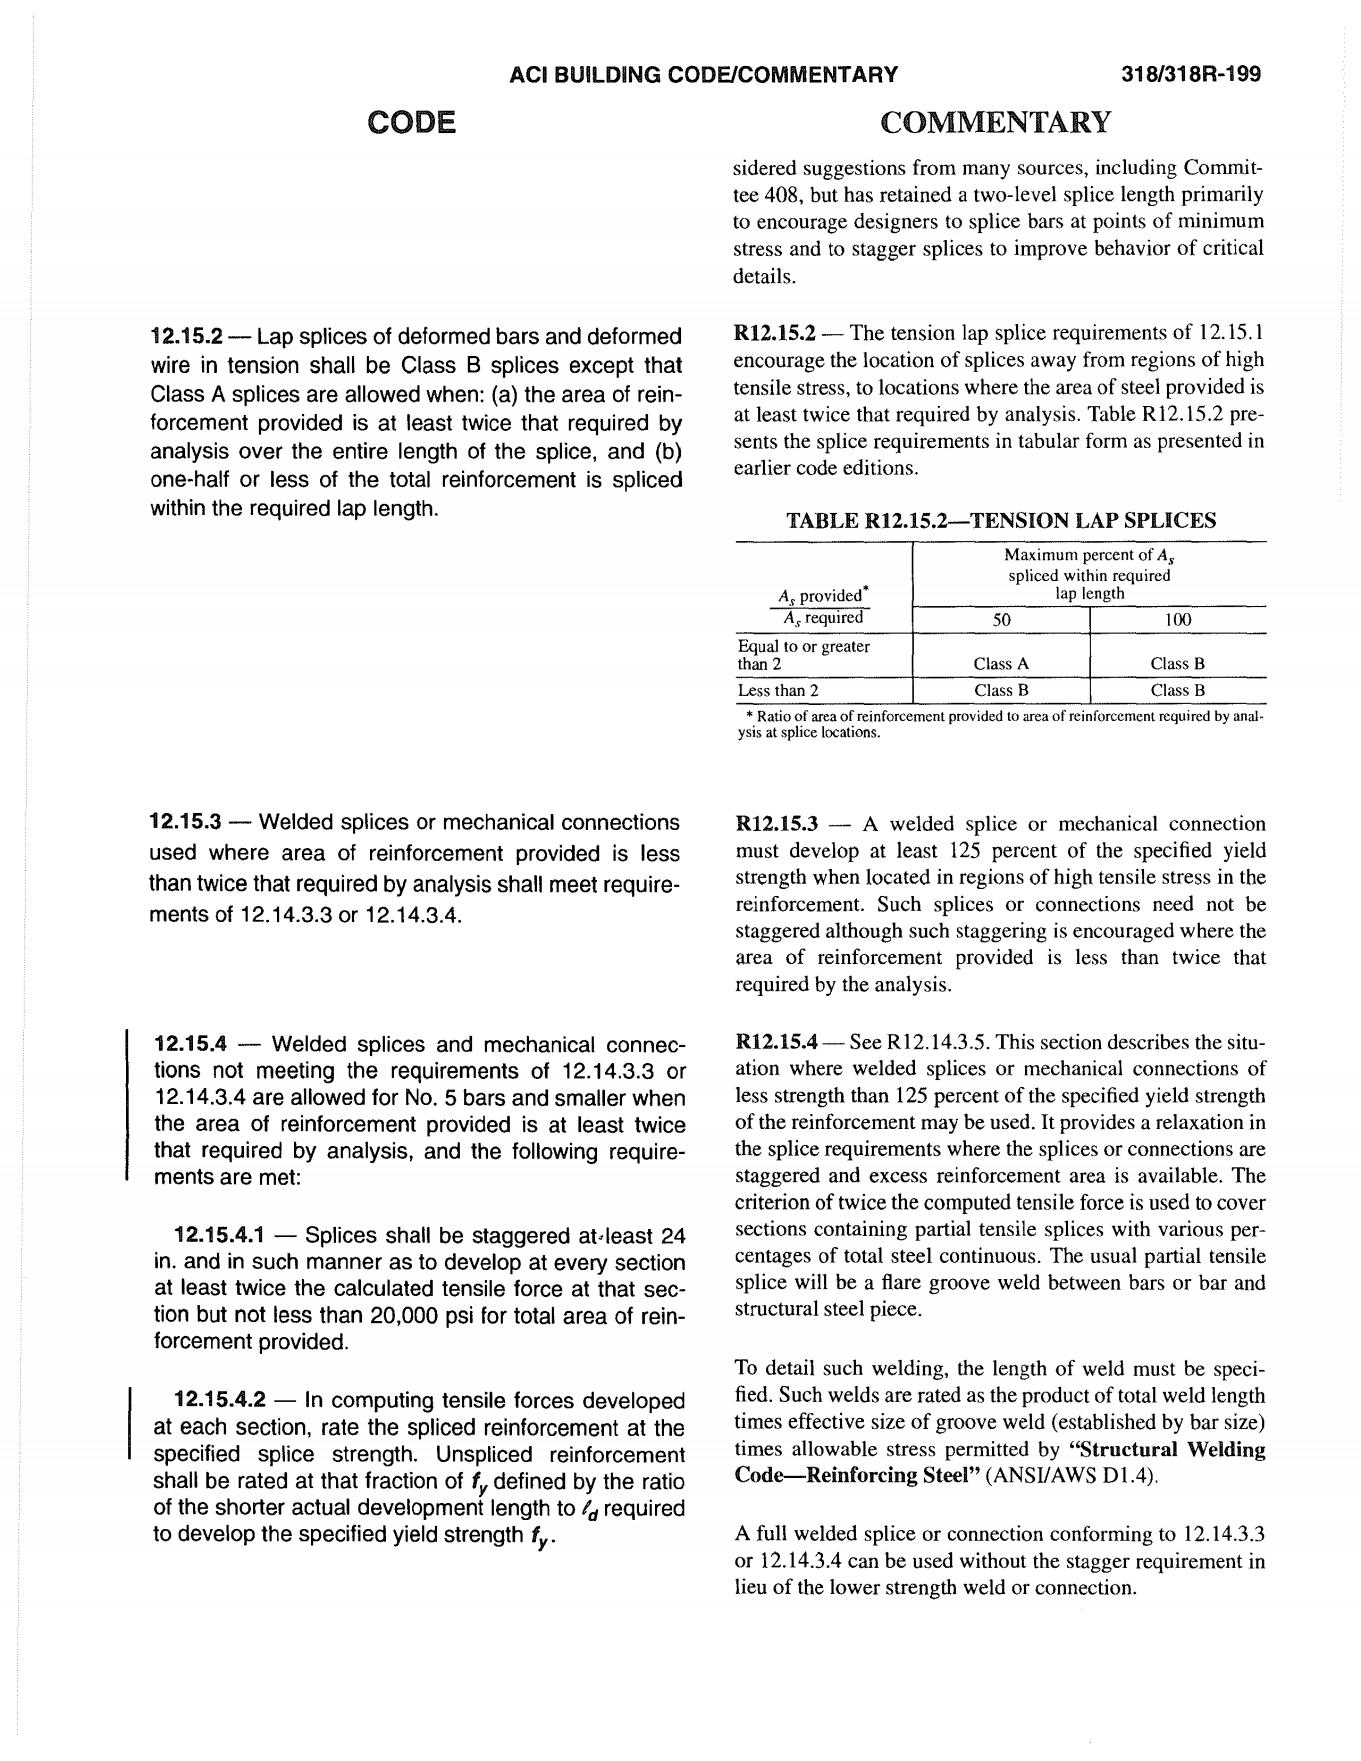 ACI BUILDING CODE/COMMENTARY 318/318R-199
CODE
COMMENTARY
sidered suggestions from many sources, including Commit-
tee 408, but has retained a two-level splice length primarily
to encourage designers to splice bars at points of minimum
stress and to stagger splices to improve behavior of critical
details.
12.15.2 — Lap splices of deformed bars and deformed
wire in tension shall be Class B splices except that
Class A splices are allowed when: (a) the area of rein-
forcement provided is at least twice that required by
analysis over the entire length of the splice, and (b)
one-half or less of the total reinforcement is spliced
within the required lap length.
R12.15.2 — The tension lap splice requirements of 12.15.1
encourage the location of splices away from regions of high
tensile stress, to locations where the area of steel provided is
at least twice that required by analysis. Table R12.15.2 pre-
sents the splice requirements in tabular form as presented in
earlier code editions.
TABLE R12.15.2—TENSION LAP SPLICES
Maximum percent of As
spliced within required
lap length
As provided*
As required
50 100
Equal to or greater
than 2 Class A Class B
Less than 2 Class B Class B
* Ratio of area of reinforcement provided to area of reinforcement required by anal-
ysis at splice locations.
12.15.3 — Welded splices or mechanical connections
used where area of reinforcement provided is less
than twice that required by analysis shall meet require-
ments of 12.14.3.3 or 12.14.3.4.
R12.15.3 — A welded splice or mechanical connection
must develop at least 125 percent of the specified yield
strength when located in regions of high tensile stress in the
reinforcement. Such splices or connections need not be
staggered although such staggering is encouraged where the
area of reinforcement provided is less than twice that
required by the analysis.
12.15.4 — Welded splices and mechanical connec-
tions not meeting the requirements of 12.14.3.3 or
12.14.3.4 are allowed for No. 5 bars and smaller when
the area of reinforcement provided is at least twice
that required by analysis, and the following require-
ments are met:
12.15.4.1 — Splices shall be staggered at least 24
in. and in such manner as to develop at every section
at least twice the calculated tensile force at that sec-
tion but not less than 20,000 psi for total area of rein-
forcement provided.
12.15.4.2 — In computing tensile forces developed
at each section, rate the spliced reinforcement at the
specified splice strength. Unspliced reinforcement
shall be rated at that fraction of fy defined by the ratio
of the shorter actual development length to ℓd required
to develop the specified yield strength fy.
R12.15.4 — See R12.14.3.5. This section describes the situ-
ation where welded splices or mechanical connections of
less strength than 125 percent of the specified yield strength
of the reinforcement may be used. It provides a relaxation in
the splice requirements where the splices or connections are
staggered and excess reinforcement area is available. The
criterion of twice the computed tensile force is used to cover
sections containing partial tensile splices with various per-
centages of total steel continuous. The usual partial tensile
splice will be a flare groove weld between bars or bar and
structural steel piece.
To detail such welding, the length of weld must be speci-
fied. Such welds are rated as the product of total weld length
times effective size of groove weld (established by bar size)
times allowable stress permitted by “Structural Welding
Code—Reinforcing Steel” (ANSI/AWS D1.4).
A full welded splice or connection conforming to 12.14.3.3
or 12.14.3.4 can be used without the stagger requirement in
lieu of the lower strength weld or connection.